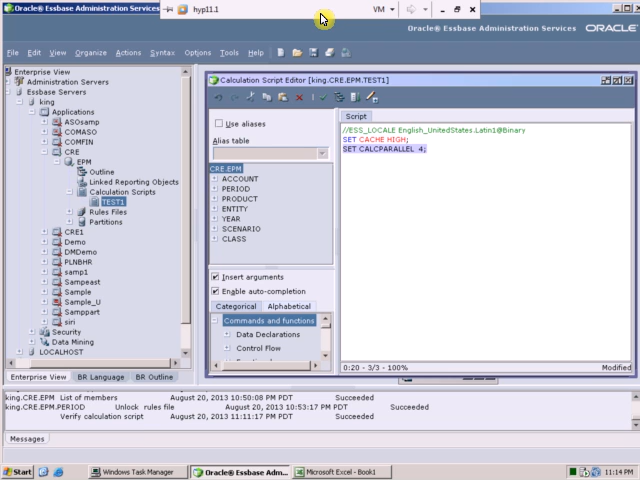 Oracle® Essbase Administration Services
hyp11.1
VM
Oracle® Essbase Administration Services ORACLE
File Edit View Organize Actions Syntax Options Tools Help
Enterprise View
Administration Servers
Essbase Servers
king
Applications
ASOsamp
COMASO
COMFIN
CRE
EPM
Outline
Linked Reporting Objects
Calculation Scripts
TEST1
Rules Files
Partitions
CRE1
Demo
DMDemo
PLNBHR
samp1
Sampeast
Sample
Sample_U
Samppart
siri
Security
Data Mining
LOCALHOST
Enterprise View BR Language BR Outline
Calculation Script Editor [king.CRE.EPM.TEST1]
Use aliases
Alias table
CRE.EPM
ACCOUNT
PERIOD
PRODUCT
ENTITY
YEAR
SCENARIO
CLASS
Insert arguments
Enable auto-completion
Categorical Alphabetical
Commands and functions
Data Declarations
Control Flow
Script
//ESS_LOCALE English_UnitedStates.Latin1@Binary
SET CACHE HIGH;
SET CALCPARALLEL 4;
0:20 - 3/3 - 100% Modified
king.CRE.EPM List of members August 20, 2013 10:50:08 PM PDT Succeeded
king.CRE.EPM.PERIOD Unlock rules file August 20, 2013 10:53:17 PM PDT Succeeded
Verify calculation script August 20, 2013 11:11:17 PM PDT Succeeded
Messages
Start Windows Task Manager Oracle® Essbase Adm... Microsoft Excel - Book1 11:14 PM